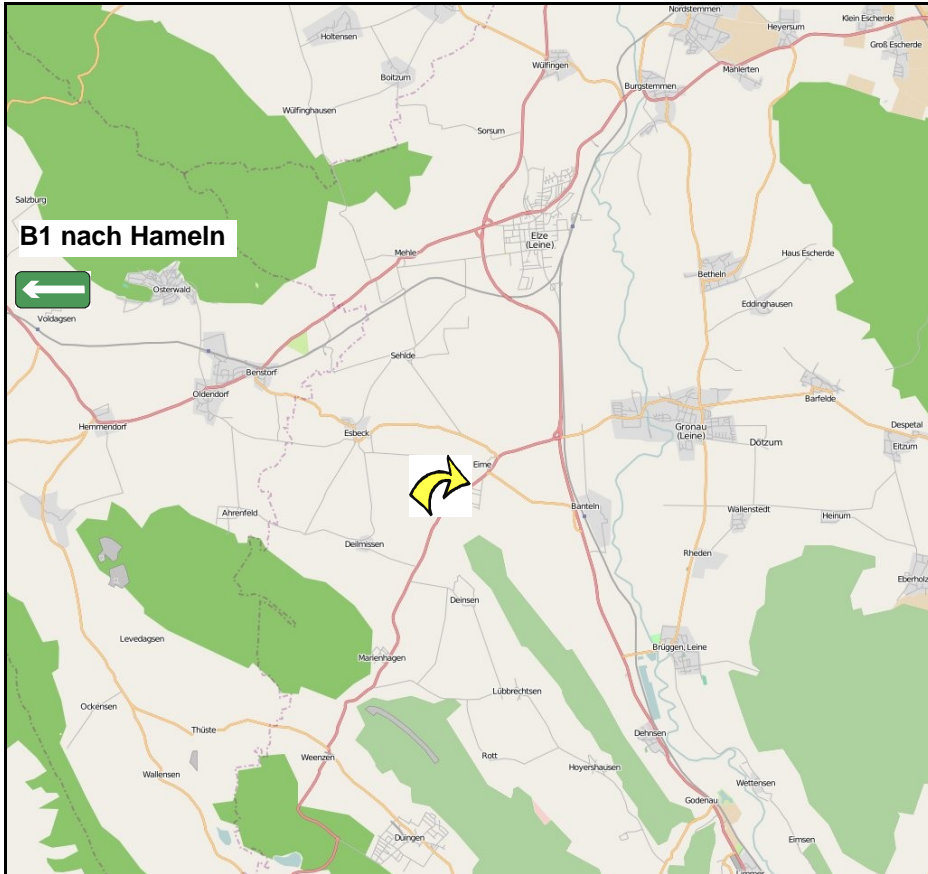 Nordstemmen
Klein Escherde
Heyersum
Holtensen
Groß Escherde
Wülfingen
Mahlerten
Boitzum
Burgstemmen
Wülfinghausen
Sorsum
Salzburg
B1 nach Hameln
Elze
(Leine)
Mehle
Haus Escherde
Betheln
Osterwald
Eddinghausen
Voldagsen
Sehlde
Benstorf
Oldendorf
Barfelde
Hemmendorf
Esbeck
Gronau
(Leine)
Despetal
Dötzum
Eitzum
Eime
Banteln
Wallenstedt
Ahrenfeld
Heinum
Deilmissen
Rheden
Eberholz
Deinsen
Levedagsen
Brüggen, Leine
Marienhagen
Lübbrechtsen
Ockensen
Thüste
Dehnsen
Weenzen
Rott
Hoyershausen
Wallensen
Wettensen
Godenau
Duingen
Eimsen
Limmer